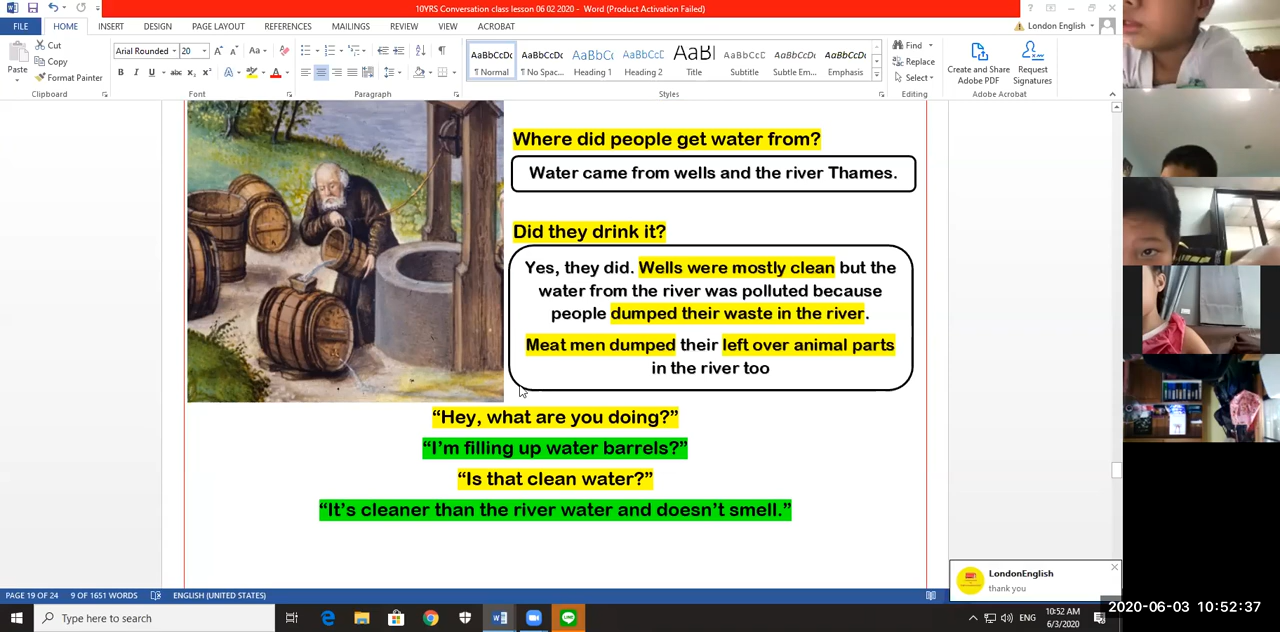 10YRS Conversation class lesson 06 02 2020 - Word (Product Activation Failed)
FILE HOME INSERT DESIGN PAGE LAYOUT REFERENCES MAILINGS REVIEW VIEW ACROBAT
London English
Cut
Copy
Format Painter
Paste
Clipboard
Arial Rounded 20
Font
Paragraph
AaBbCcDc AaBbCcDc AaBbCc AaBbCcD AaBl AaBbCcD AaBbCcDc AaBbCcDc
¶ Normal ¶ No Spac... Heading 1 Heading 2 Title Subtitle Subtle Em... Emphasis
Styles
Find
Replace
Select
Editing
Create and Share Adobe PDF
Request Signatures
Adobe Acrobat
Where did people get water from?
Water came from wells and the river Thames.
Did they drink it?
Yes, they did. Wells were mostly clean but the
water from the river was polluted because
people dumped their waste in the river.
Meat men dumped their left over animal parts
in the river too
“Hey, what are you doing?”
“I’m filling up water barrels?”
“Is that clean water?”
“It’s cleaner than the river water and doesn’t smell.”
LondonEnglish
thank you
PAGE 19 OF 24 9 OF 1651 WORDS ENGLISH (UNITED STATES)
Type here to search
ENG
10:52 AM
6/3/2020
2020-06-03 10:52:37